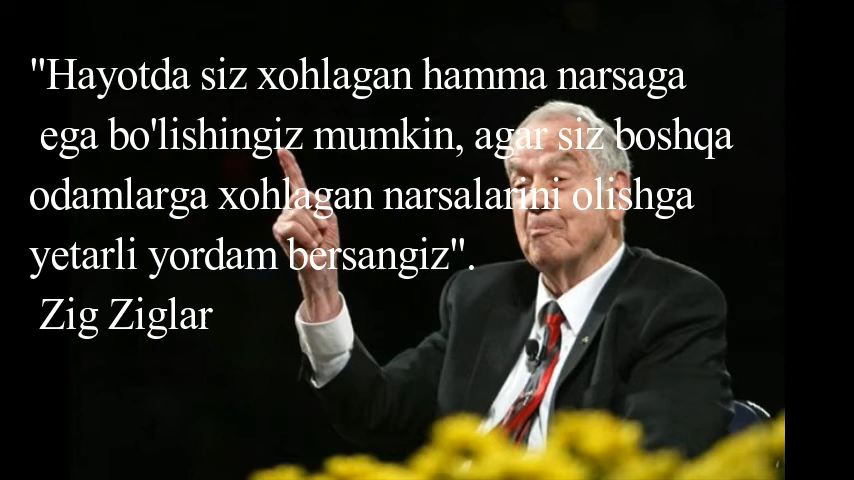 "Hayotda siz xohlagan hamma narsaga
ega bo'lishingiz mumkin, agar siz boshqa
odamlarga xohlagan narsalarini olishga
yetarli yordam bersangiz".
Zig Ziglar